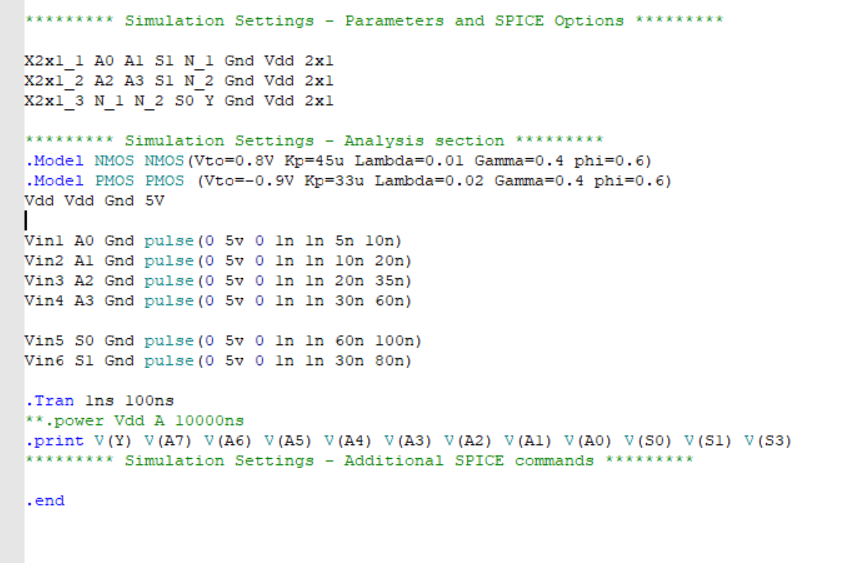 ********* Simulation Settings - Parameters and SPICE Options *********
X2x1_1 A0 A1 S1 N_1 Gnd Vdd 2x1
X2x1_2 A2 A3 S1 N_2 Gnd Vdd 2x1
X2x1_3 N_1 N_2 S0 Y Gnd Vdd 2x1
********* Simulation Settings - Analysis section *********
.Model NMOS NMOS(Vto=0.8V Kp=45u Lambda=0.01 Gamma=0.4 phi=0.6)
.Model PMOS PMOS (Vto=-0.9V Kp=33u Lambda=0.02 Gamma=0.4 phi=0.6)
Vdd Vdd Gnd 5V
Vin1 A0 Gnd pulse(0 5v 0 1n 1n 5n 10n)
Vin2 A1 Gnd pulse(0 5v 0 1n 1n 10n 20n)
Vin3 A2 Gnd pulse(0 5v 0 1n 1n 20n 35n)
Vin4 A3 Gnd pulse(0 5v 0 1n 1n 30n 60n)
Vin5 S0 Gnd pulse(0 5v 0 1n 1n 60n 100n)
Vin6 S1 Gnd pulse(0 5v 0 1n 1n 30n 80n)
.Tran 1ns 100ns
**.power Vdd A 10000ns
.print V(Y) V(A7) V(A6) V(A5) V(A4) V(A3) V(A2) V(A1) V(A0) V(S0) V(S1) V(S3)
********* Simulation Settings - Additional SPICE commands *********
.end